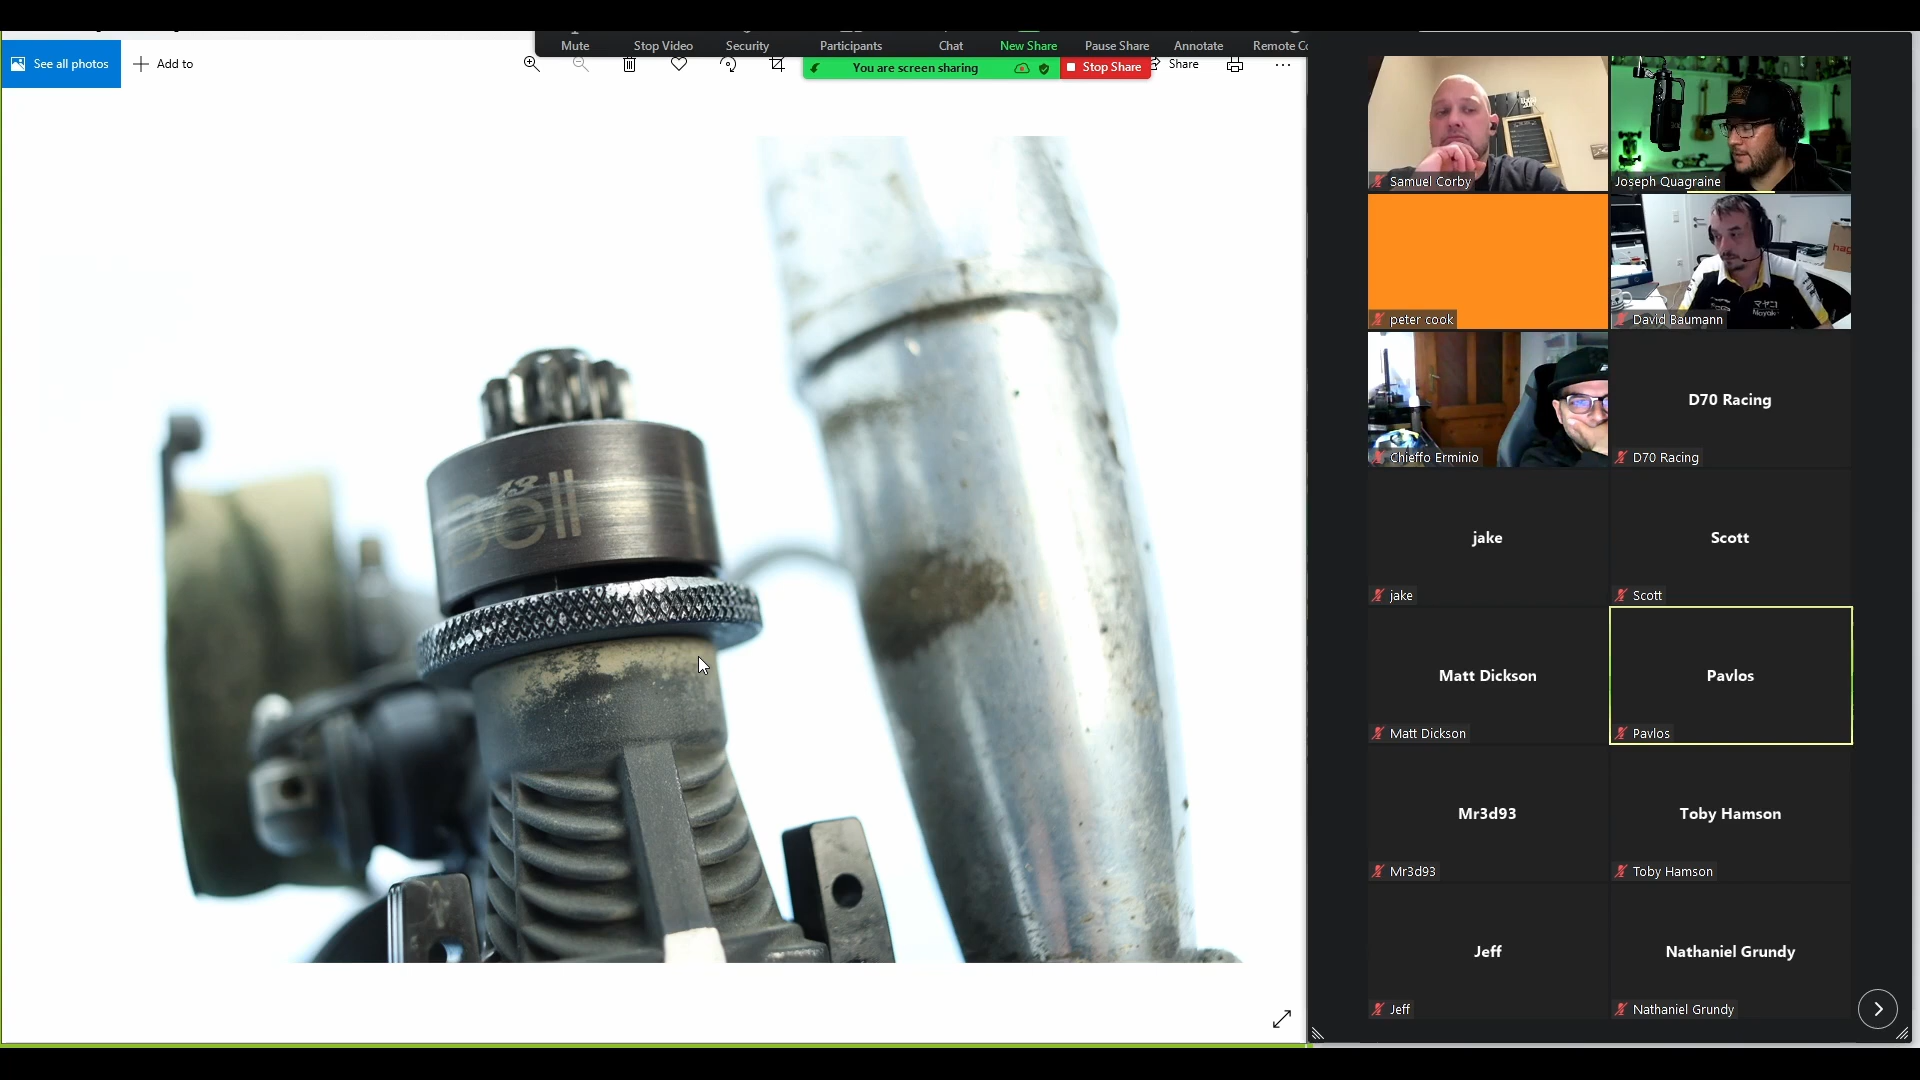 Mute
Stop Video
Security
Participants
Chat
New Share
Pause Share
Annotate
Remote Co
See all photos
Add to
You are screen sharing
Stop Share
Share
13
Bell
Samuel Corby
Joseph Quagraine
peter cook
David Baumann
Chieffo Erminio
D70 Racing
D70 Racing
jake
Scott
jake
Scott
Matt Dickson
Pavlos
Matt Dickson
Pavlos
Mr3d93
Toby Hamson
Mr3d93
Toby Hamson
Jeff
Nathaniel Grundy
Jeff
Nathaniel Grundy